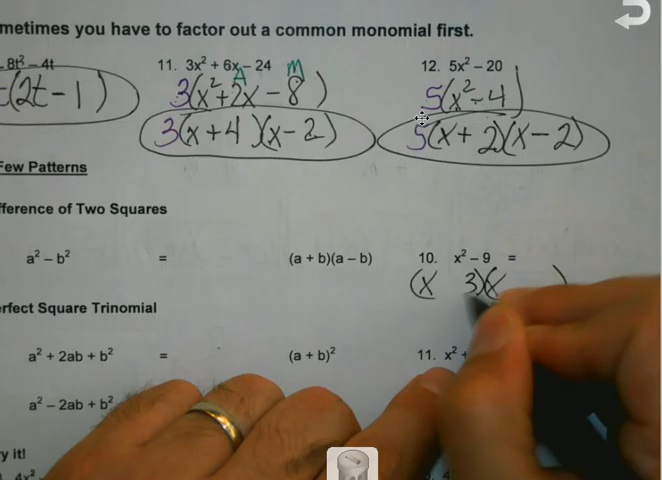 metimes you have to factor out a common monomial first.
8t² – 4t 11. 3x² + 6x – 24 12. 5x² – 20
A M
(2t – 1) 3(x² + 2x – 8) 5(x² – 4)
3(x + 4)(x – 2) 5(x + 2)(x – 2)
Few Patterns
fference of Two Squares
a² – b² = (a + b)(a – b) 10. x² – 9 =
(x 3)(x )
erfect Square Trinomial
a² + 2ab + b² = (a + b)² 11. x² +
a² – 2ab + b²
y it!
4x²